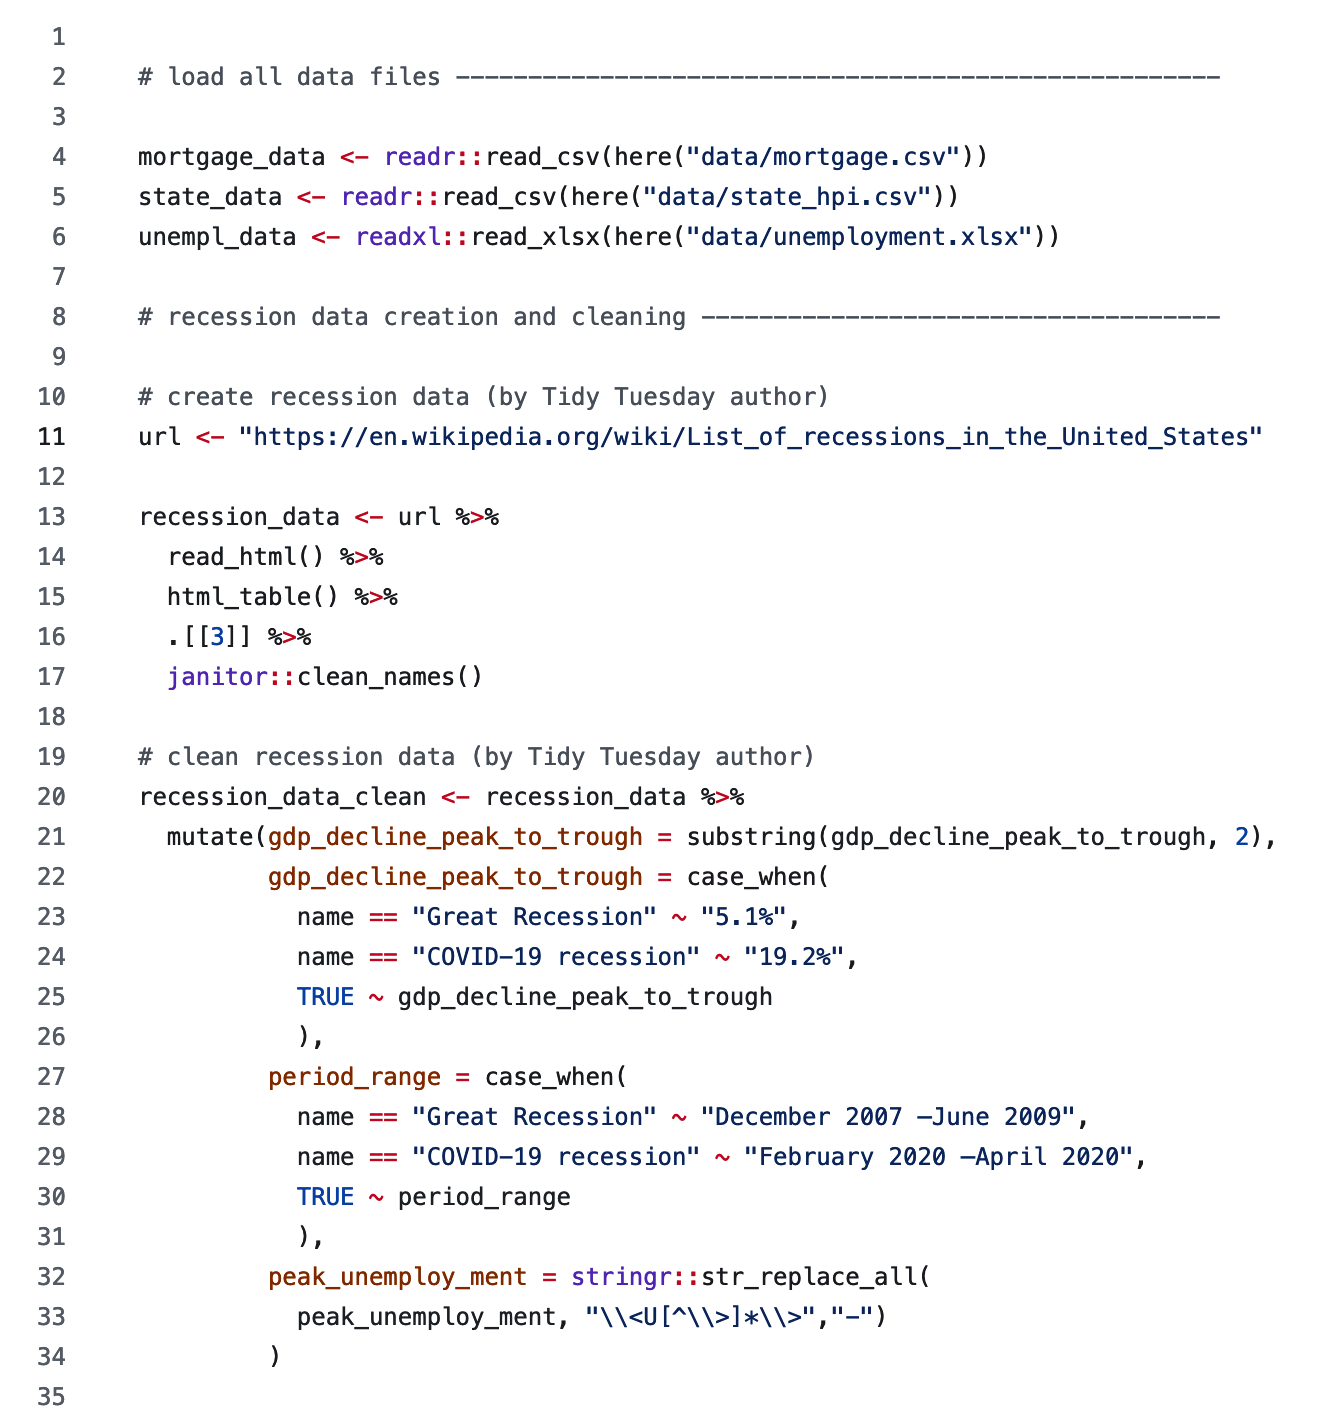 1
2 # load all data files -----------------------------------------------------
3
4 mortgage_data <- readr::read_csv(here("data/mortgage.csv"))
5 state_data <- readr::read_csv(here("data/state_hpi.csv"))
6 unempl_data <- readxl::read_xlsx(here("data/unemployment.xlsx"))
7
8 # recession data creation and cleaning ------------------------------------
9
10 # create recession data (by Tidy Tuesday author)
11 url <- "https://en.wikipedia.org/wiki/List_of_recessions_in_the_United_States"
12
13 recession_data <- url %>%
14   read_html() %>%
15   html_table() %>%
16   .[[3]] %>%
17   janitor::clean_names()
18
19 # clean recession data (by Tidy Tuesday author)
20 recession_data_clean <- recession_data %>%
21   mutate(gdp_decline_peak_to_trough = substring(gdp_decline_peak_to_trough, 2),
22          gdp_decline_peak_to_trough = case_when(
23            name == "Great Recession" ~ "5.1%",
24            name == "COVID-19 recession" ~ "19.2%",
25            TRUE ~ gdp_decline_peak_to_trough
26            ),
27          period_range = case_when(
28            name == "Great Recession" ~ "December 2007 –June 2009",
29            name == "COVID-19 recession" ~ "February 2020 –April 2020",
30            TRUE ~ period_range
31            ),
32          peak_unemploy_ment = stringr::str_replace_all(
33            peak_unemploy_ment, "\\<U[^\\>]*\\>","-")
34          )
35